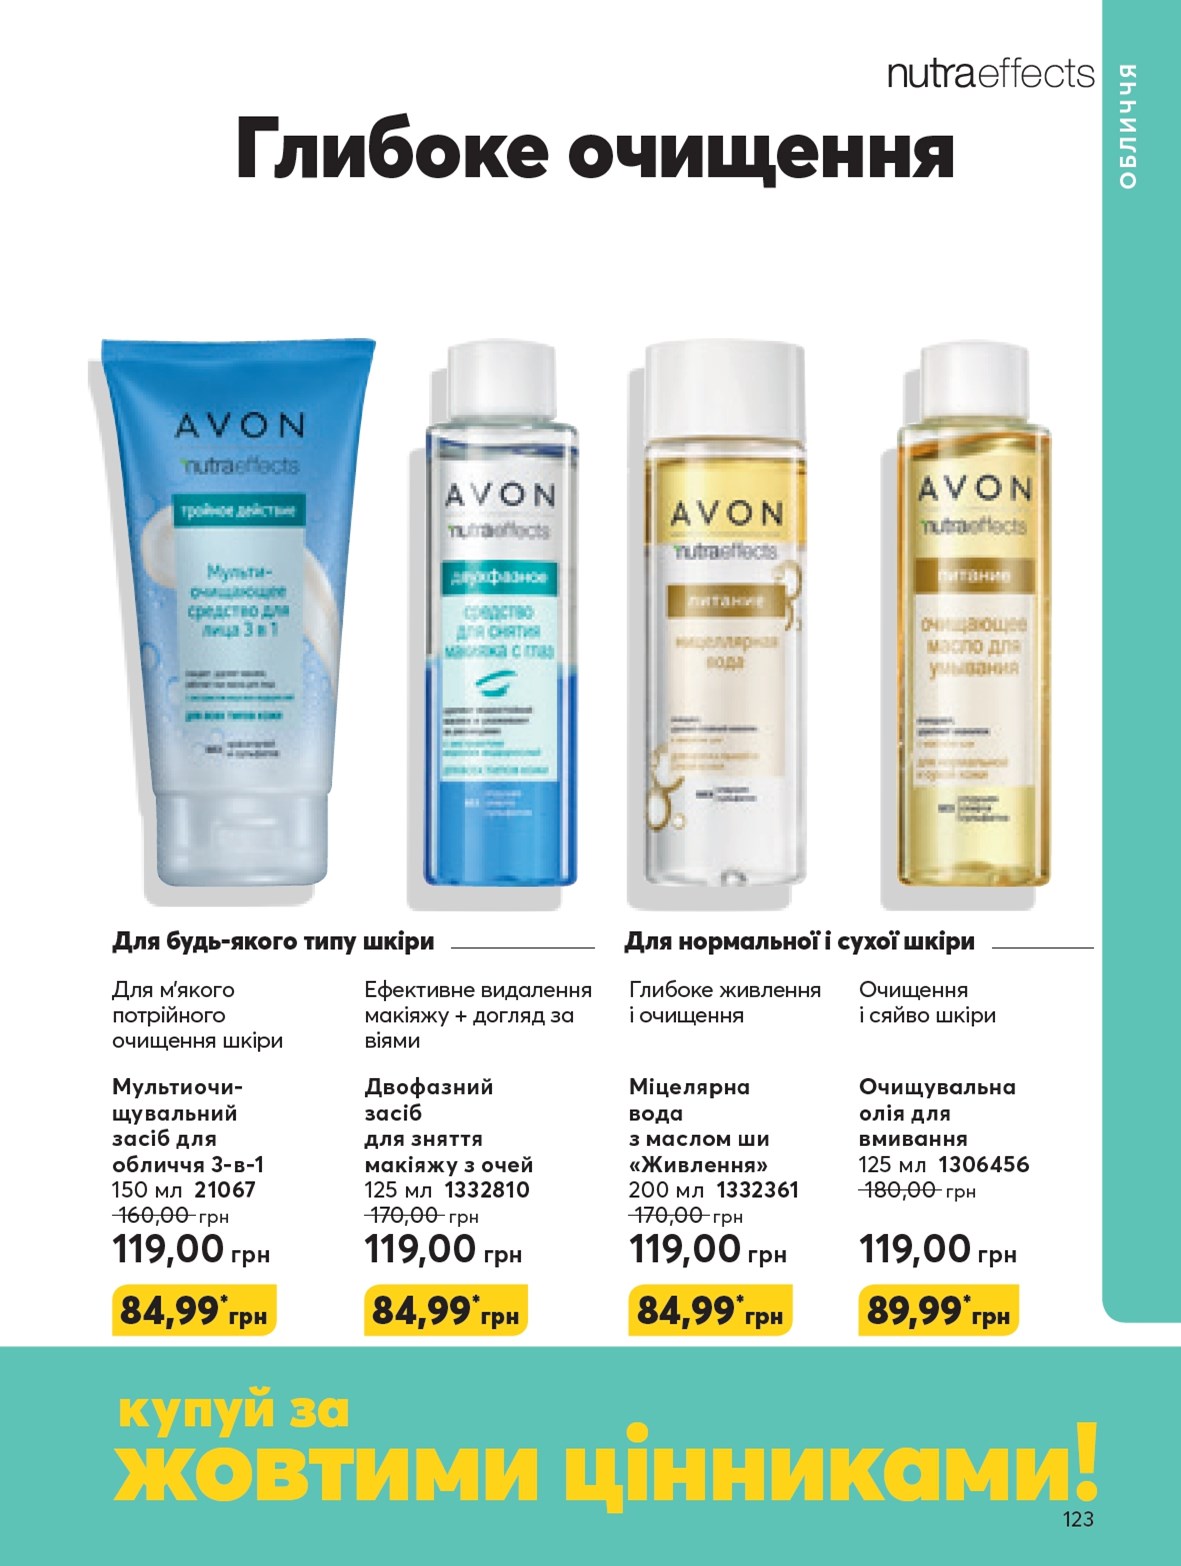 nutraeffects
ОБЛИЧЧЯ
Глибоке очищення
AVON
nutraeffects
тройное действие
Мульти-
очищающее
средство для
лица 3 в 1
для всех типов кожи
AVON
nutraeffects
двухфазное
средство
для снятия
макияжа с глаз
AVON
nutraeffects
питание
мицеллярная
вода
AVON
nutraeffects
питание
очищающее
масло для
умывания
для нормальной
и сухой кожи
Для будь-якого типу шкіри
Для м'якого
потрійного
очищення шкіри
Мультиочи-
щувальний
засіб для
обличчя 3-в-1
150 мл 21067
160,00 грн
119,00 грн
84,99* грн
Ефективне видалення
макіяжу + догляд за
віями
Двофазний
засіб
для зняття
макіяжу з очей
125 мл 1332810
170,00 грн
119,00 грн
84,99* грн
Для нормальної і сухої шкіри
Глибоке живлення
і очищення
Міцелярна
вода
з маслом ши
«Живлення»
200 мл 1332361
170,00 грн
119,00 грн
84,99* грн
Очищення
і сяйво шкіри
Очищувальна
олія для
вмивання
125 мл 1306456
180,00 грн
119,00 грн
89,99* грн
купуй за
жовтими цінниками!
123